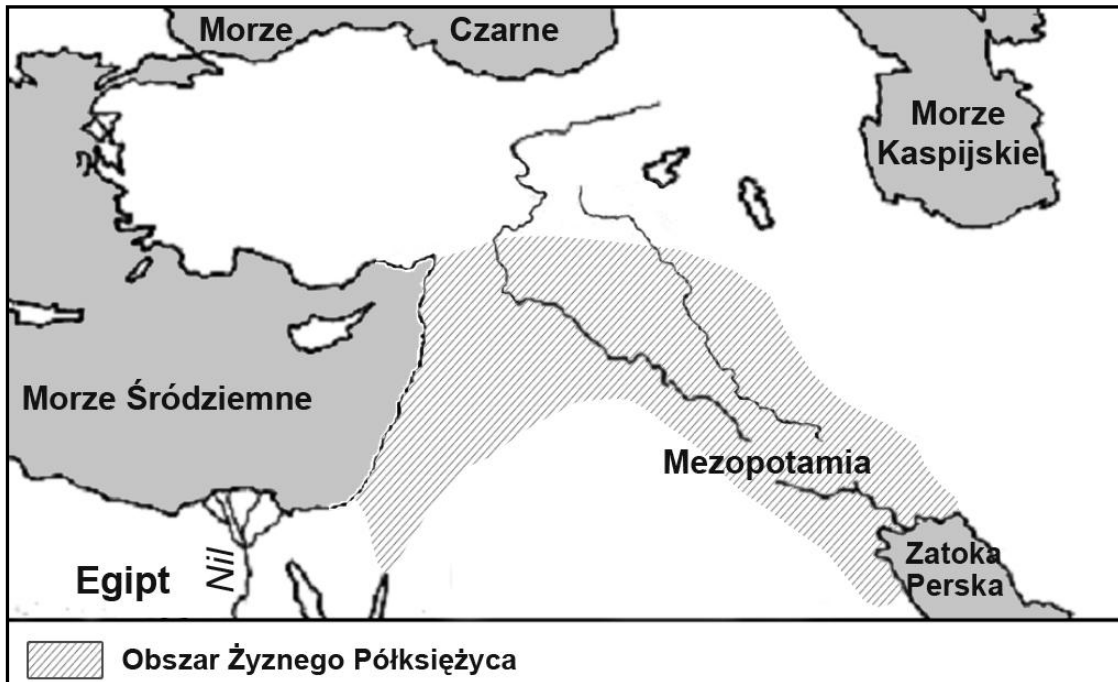 Morze Czarne
Morze
Kaspijskie
Morze Śródziemne
Mezopotamia
Egipt
Nil
Zatoka
Perska
Obszar Żyznego Półksiężyca